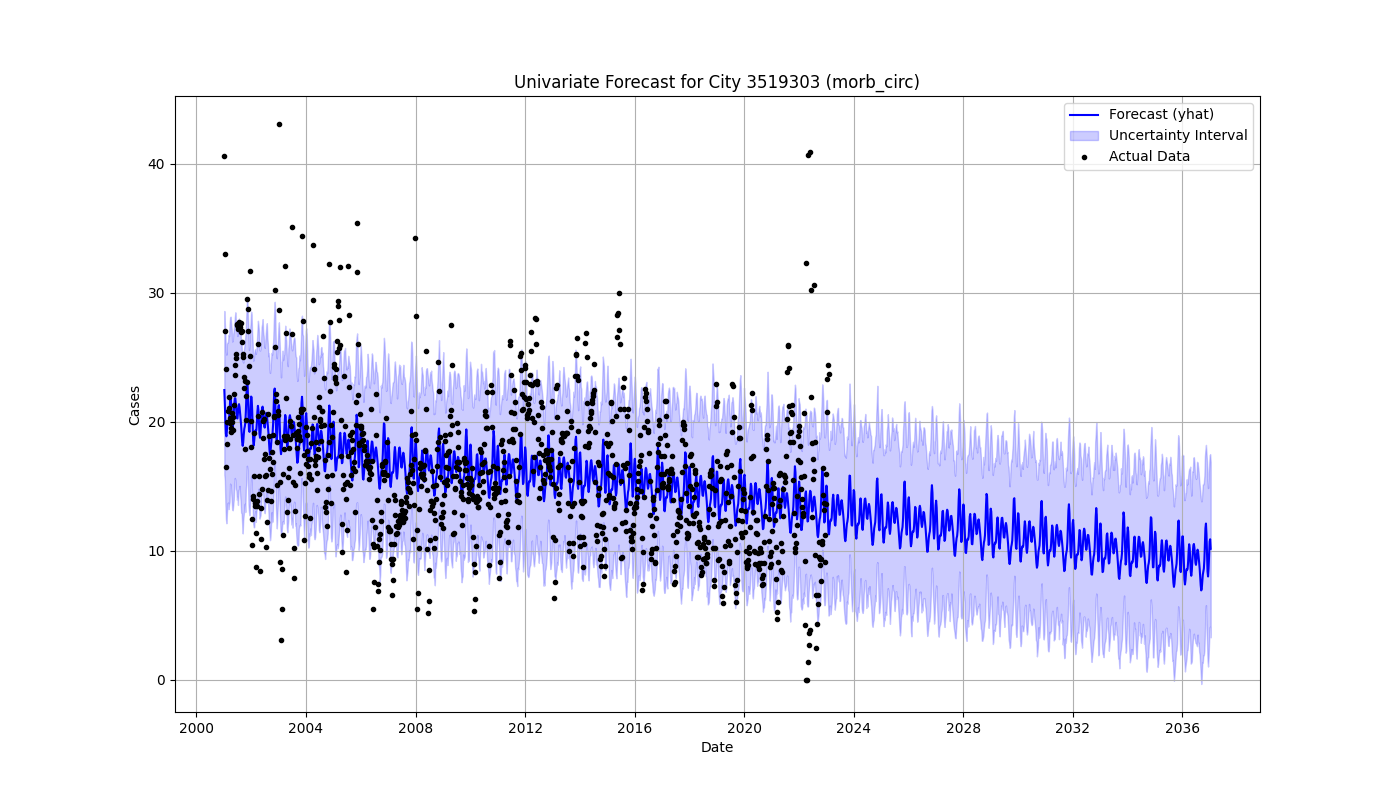 Univariate Forecast for City 3519303 (morb_circ)
Forecast (yhat)
Uncertainty Interval
Actual Data
Cases
40
30
20
10
0
2000 2004 2008 2012 2016 2020 2024 2028 2032 2036
Date